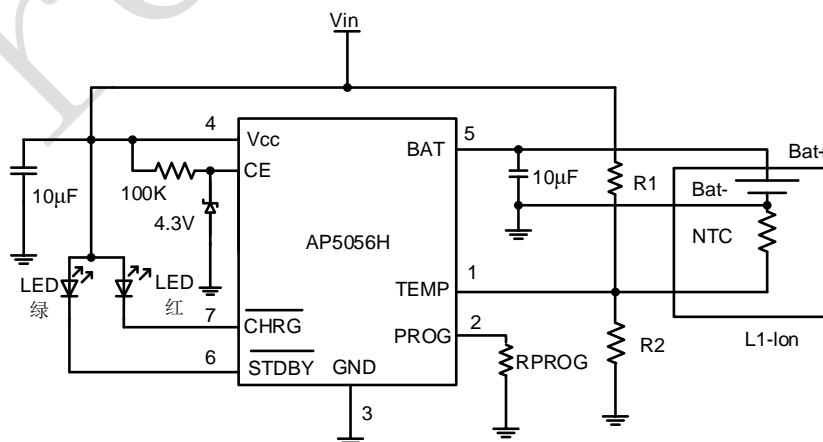 Vin
4
Vcc
5
BAT
Bat+
CE
10µF
100K
10µF
R1
Bat-
4.3V
NTC
AP5056H
LED
绿
LED
红
1
TEMP
7
CHRG
2
PROG
R2
L1-Ion
6
STDBY
GND
RPROG
3